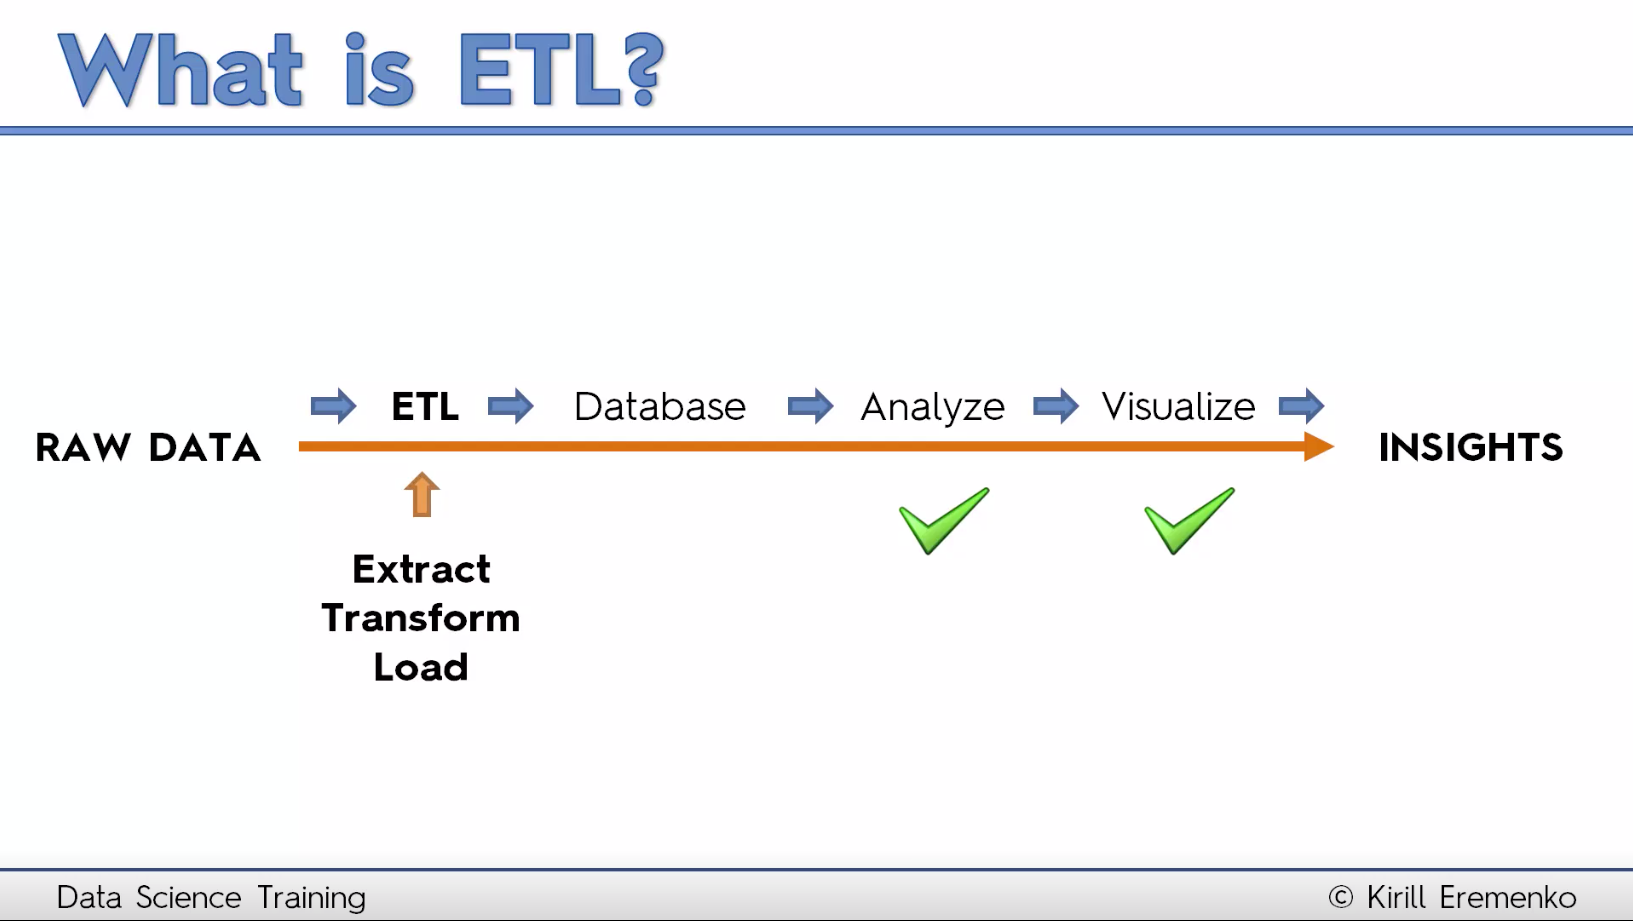 What is ETL?
ETL Database Analyze Visualize
RAW DATA INSIGHTS
Extract
Transform
Load
Data Science Training © Kirill Eremenko